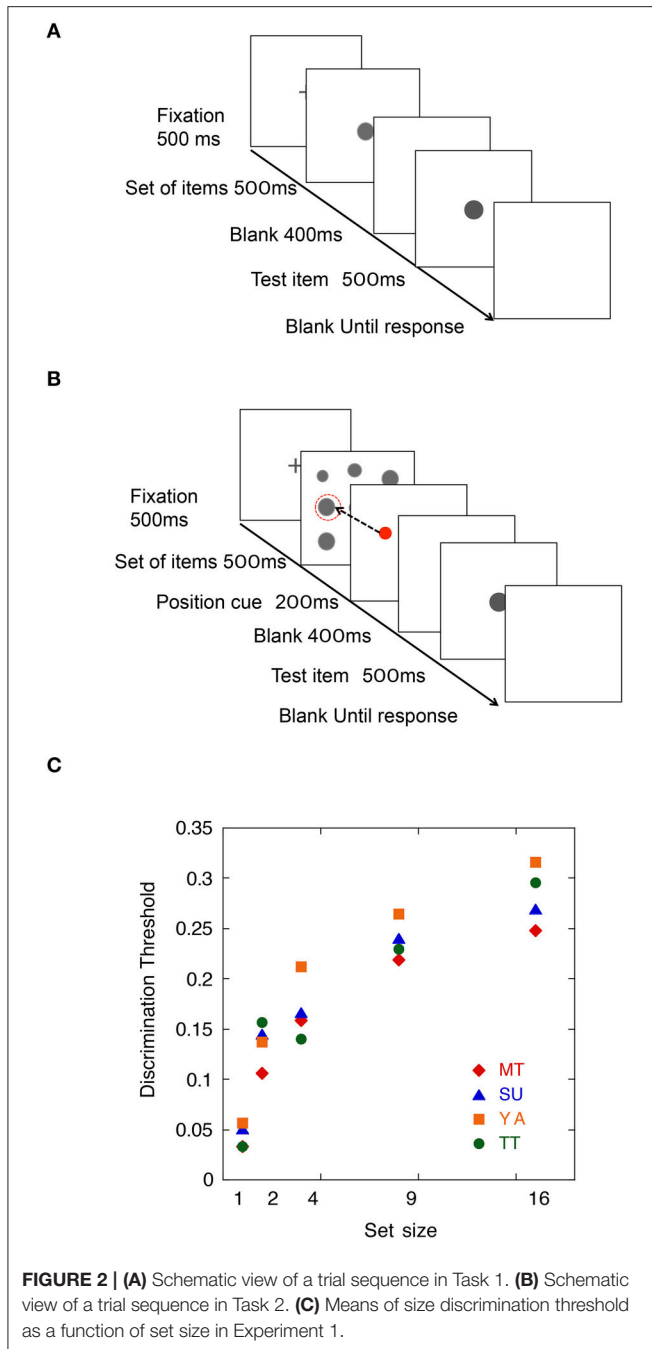 A
Fixation
500 ms
Set of items 500ms
Blank 400ms
Test item 500ms
Blank Until response
B
Fixation
500ms
Set of items 500ms
Position cue 200ms
Blank 400ms
Test item 500ms
Blank Until response
C
0.35
0.3
0.25
0.2
0.15
0.1
0.05
0
Discrimination Threshold
MT
SU
YA
TT
1 2 4 9 16
Set size
FIGURE 2 | (A) Schematic view of a trial sequence in Task 1. (B) Schematic
view of a trial sequence in Task 2. (C) Means of size discrimination threshold
as a function of set size in Experiment 1.